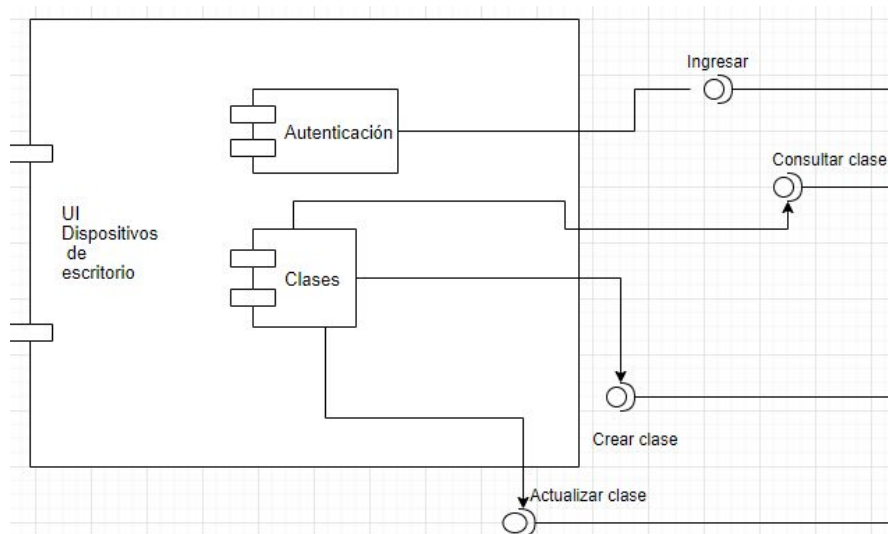 Ingresar
Autenticación
Consultar clase
UI
Dispositivos
de
escritorio
Clases
Crear clase
Actualizar clase